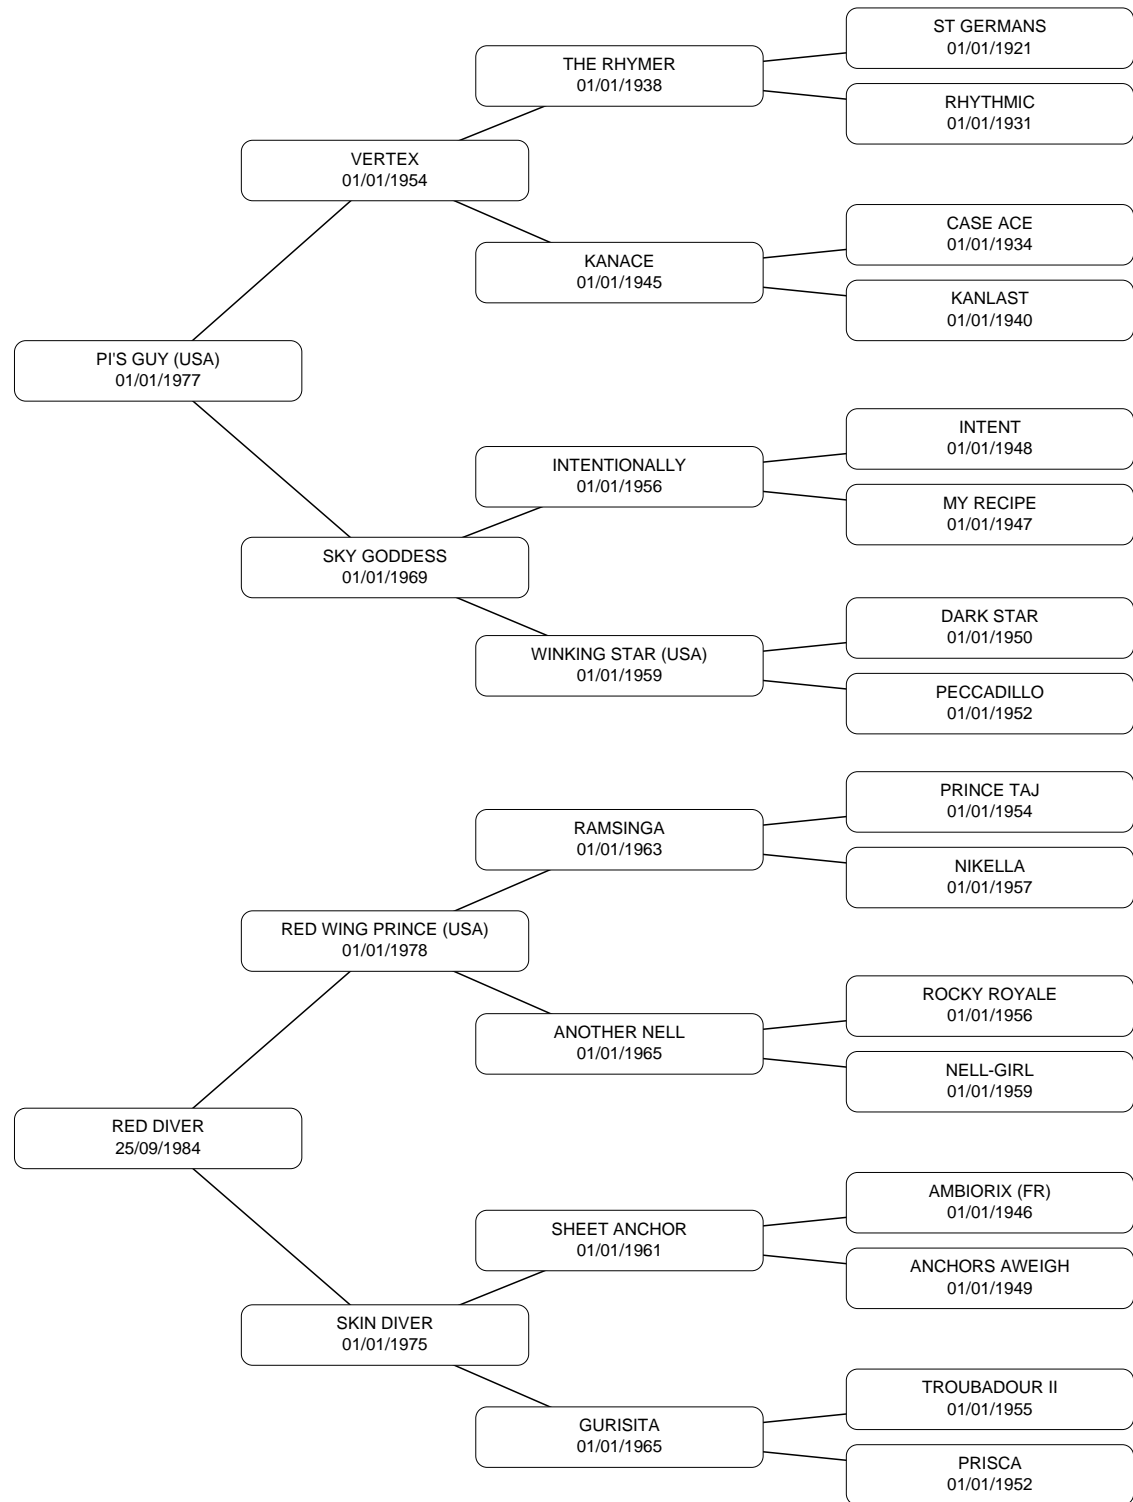 ST GERMANS
01/01/1921
THE RHYMER
01/01/1938
RHYTHMIC
01/01/1931
VERTEX
01/01/1954
CASE ACE
01/01/1934
KANACE
01/01/1945
KANLAST
01/01/1940
PI'S GUY (USA)
01/01/1977
INTENT
01/01/1948
INTENTIONALLY
01/01/1956
MY RECIPE
01/01/1947
SKY GODDESS
01/01/1969
DARK STAR
01/01/1950
WINKING STAR (USA)
01/01/1959
PECCADILLO
01/01/1952
PRINCE TAJ
01/01/1954
RAMSINGA
01/01/1963
NIKELLA
01/01/1957
RED WING PRINCE (USA)
01/01/1978
ROCKY ROYALE
01/01/1956
ANOTHER NELL
01/01/1965
NELL-GIRL
01/01/1959
RED DIVER
25/09/1984
AMBIORIX (FR)
01/01/1946
SHEET ANCHOR
01/01/1961
ANCHORS AWEIGH
01/01/1949
SKIN DIVER
01/01/1975
TROUBADOUR II
01/01/1955
GURISITA
01/01/1965
PRISCA
01/01/1952